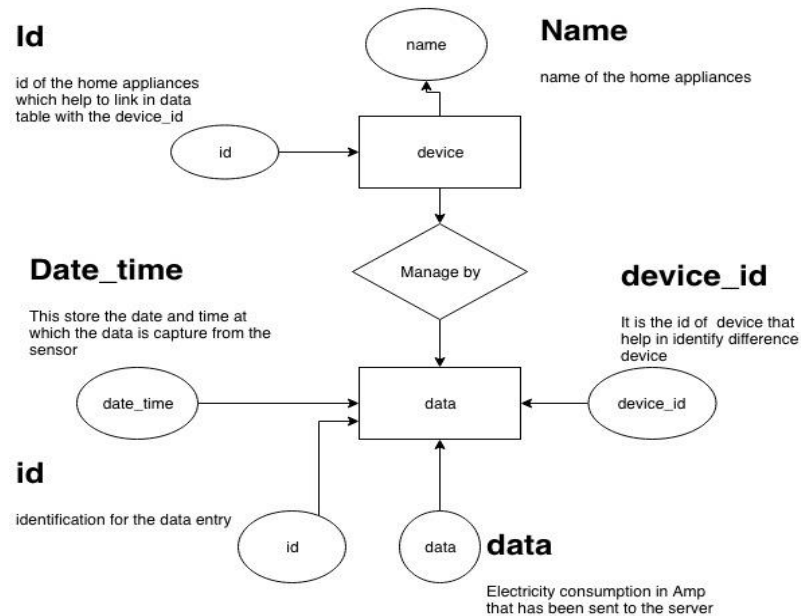 Id
name
Name
id of the home appliances
which help to link in data
table with the device_id
name of the home appliances
id
device
Manage by
Date_time
device_id
This store the date and time at
which the data is capture from the
sensor
It is the id of device that
help in identify difference
device
date_time
data
device_id
id
identification for the data entry
id
data
data
Electricity consumption in Amp
that has been sent to the server